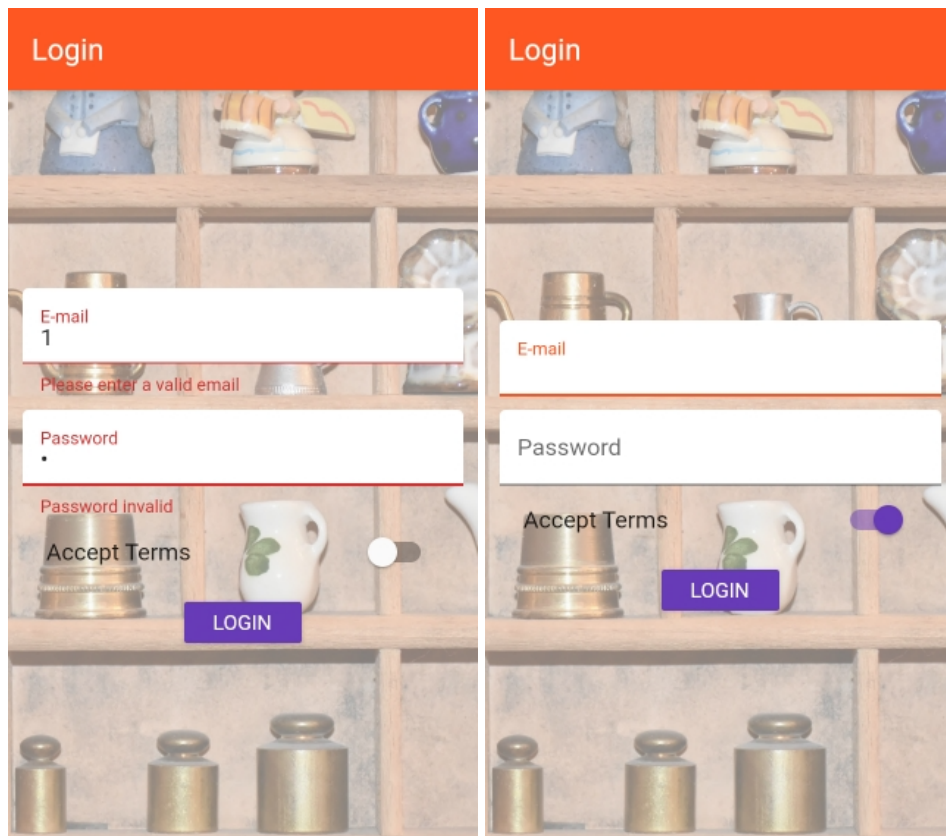 Login
E-mail
1
Please enter a valid email
Password
•
Password invalid
Accept Terms
LOGIN
Login
E-mail
Password
Accept Terms
LOGIN